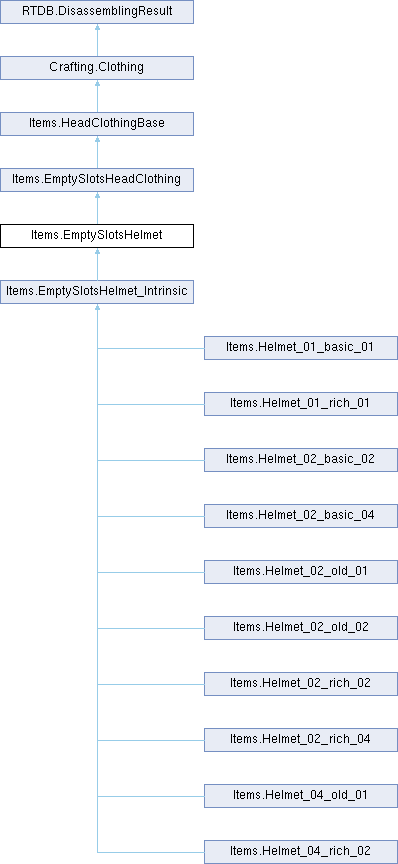 RTDB.DisassemblingResult
Crafting.Clothing
Items.HeadClothingBase
Items.EmptySlotsHeadClothing
Items.EmptySlotsHelmet
Items.EmptySlotsHelmet_Intrinsic
Items.Helmet_01_basic_01
Items.Helmet_01_rich_01
Items.Helmet_02_basic_02
Items.Helmet_02_basic_04
Items.Helmet_02_old_01
Items.Helmet_02_old_02
Items.Helmet_02_rich_02
Items.Helmet_02_rich_04
Items.Helmet_04_old_01
Items.Helmet_04_rich_02